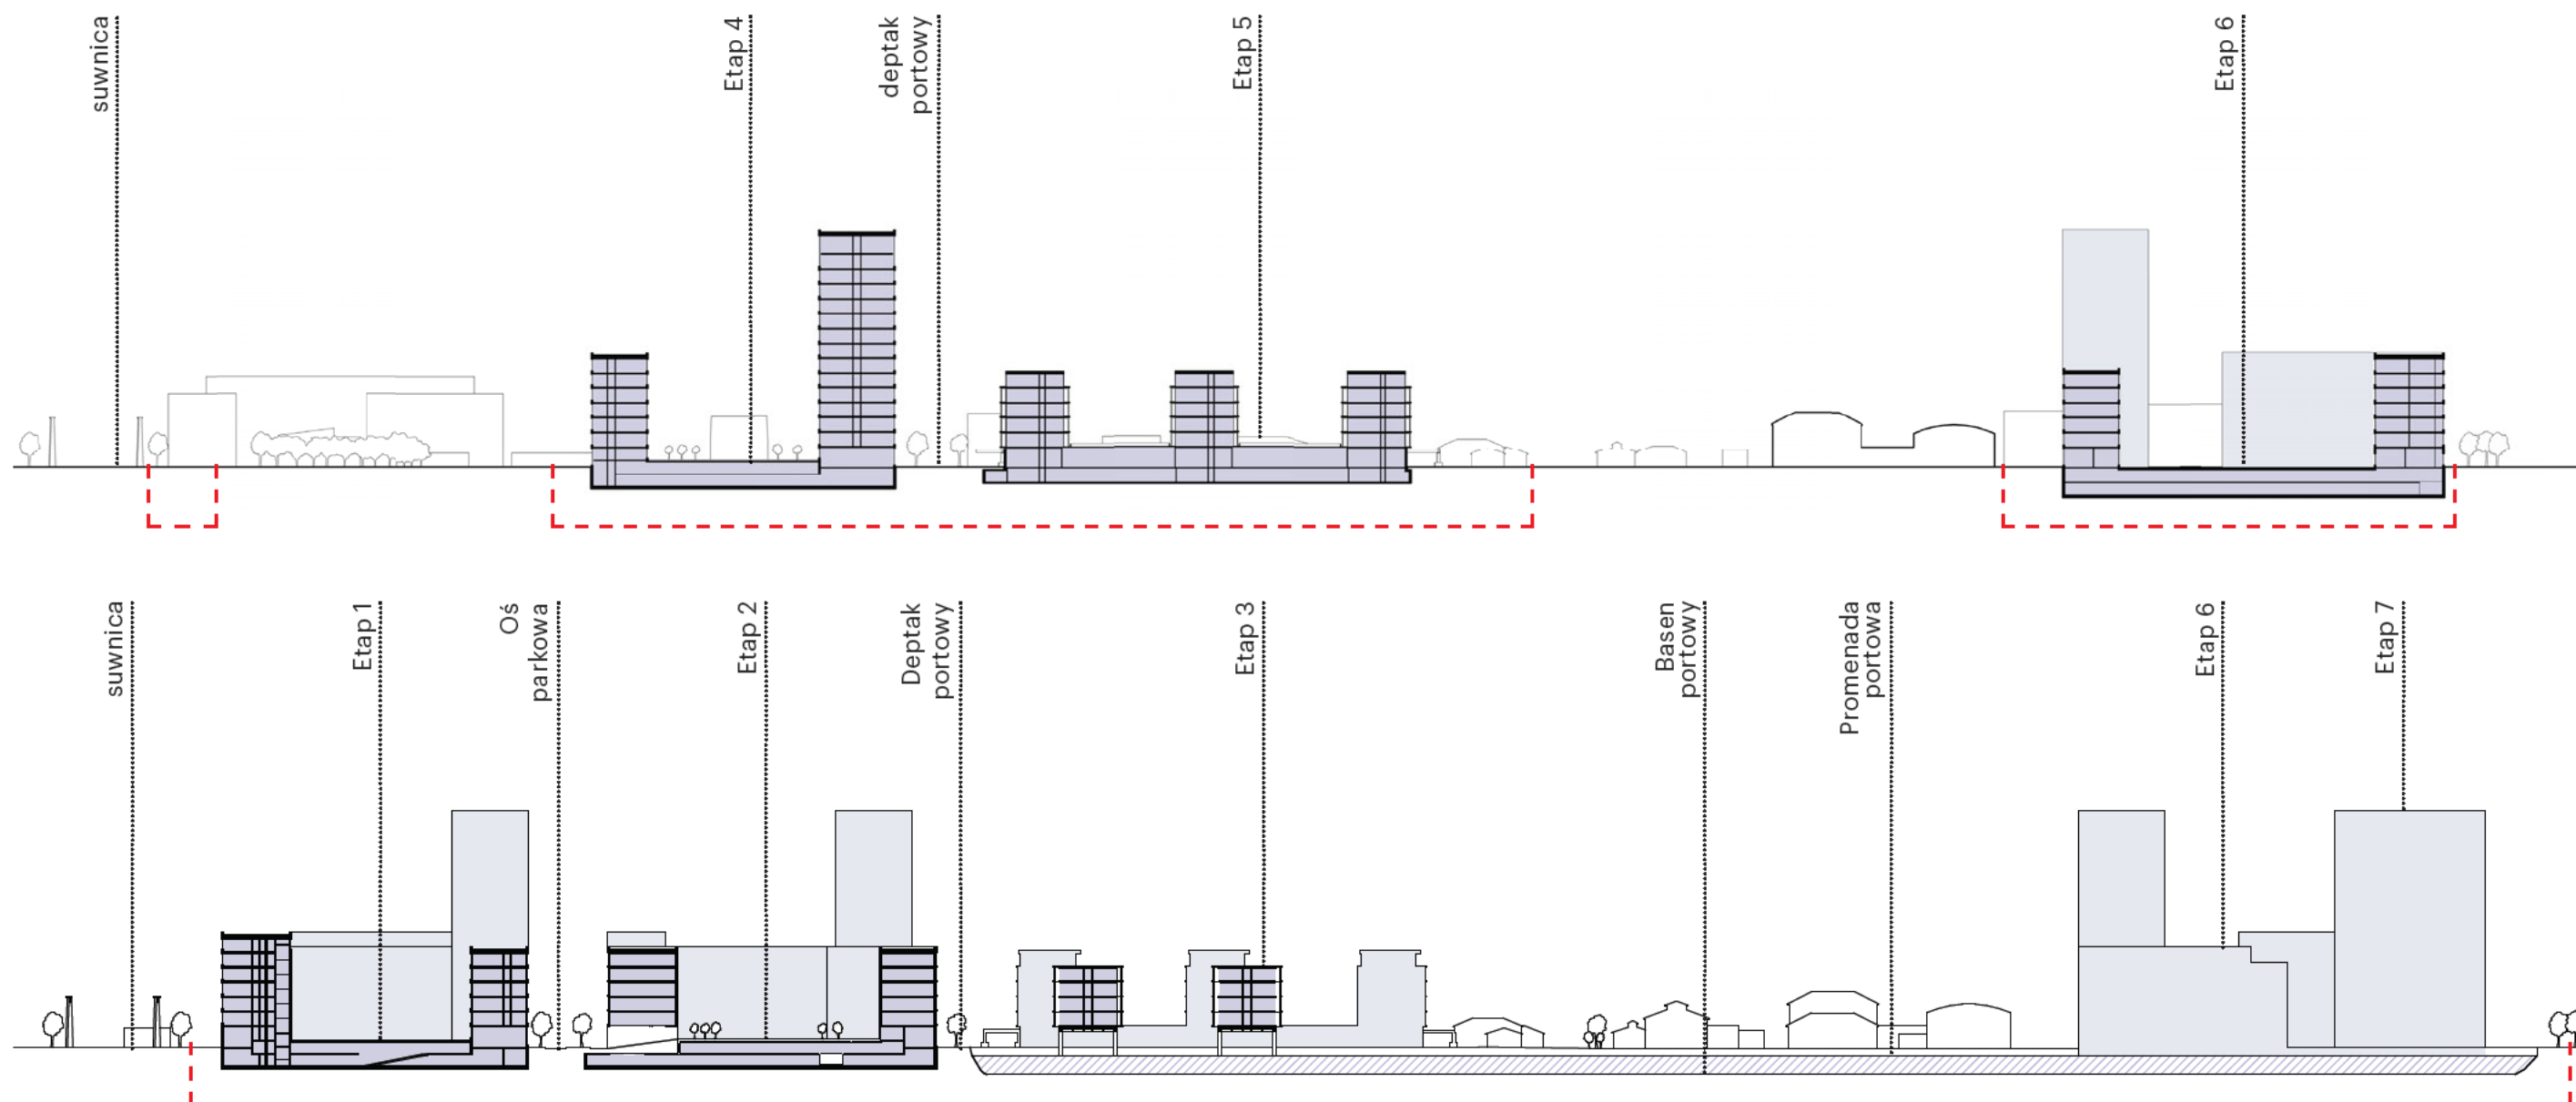 suwnica
Etap 4
deptak
portowy
Etap 5
Etap 6
suwnica
Etap 1
Oś
parkowa
Etap 2
Deptak
portowy
Etap 3
Basen
portowy
Promenada
portowa
Etap 6
Etap 7